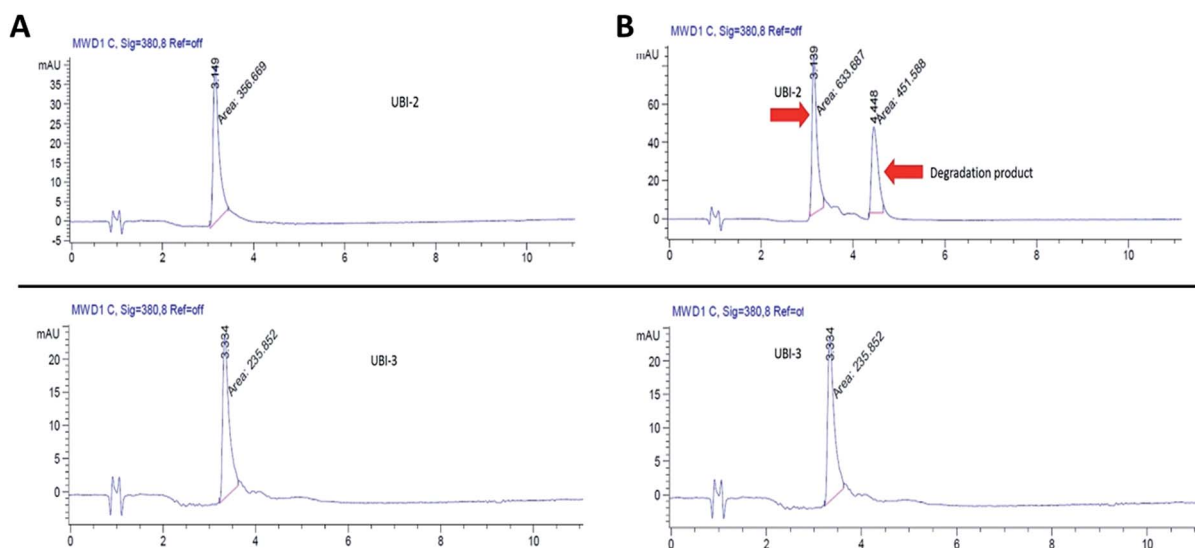 A
MWD1 C, Sig=380,8 Ref=off
mAU
35
30
25
20
15
10
5
0
-5
3.149
Area: 356.669
UBI-2
0 2 4 6 8 10
B
MWD1 C, Sig=380,8 Ref=off
mAU
80
60
40
20
0
3.139
Area: 633.687
4.448
Area: 451.588
UBI-2
Degradation product
0 2 4 6 8 10
MWD1 C, Sig=380,8 Ref=off
mAU
20
15
10
5
0
3.334
Area: 235.852
UBI-3
0 2 4 6 8 10
MWD1 C, Sig=380,8 Ref=of
mAU
20
15
10
5
0
3.334
Area: 235.852
UBI-3
0 2 4 6 8 10